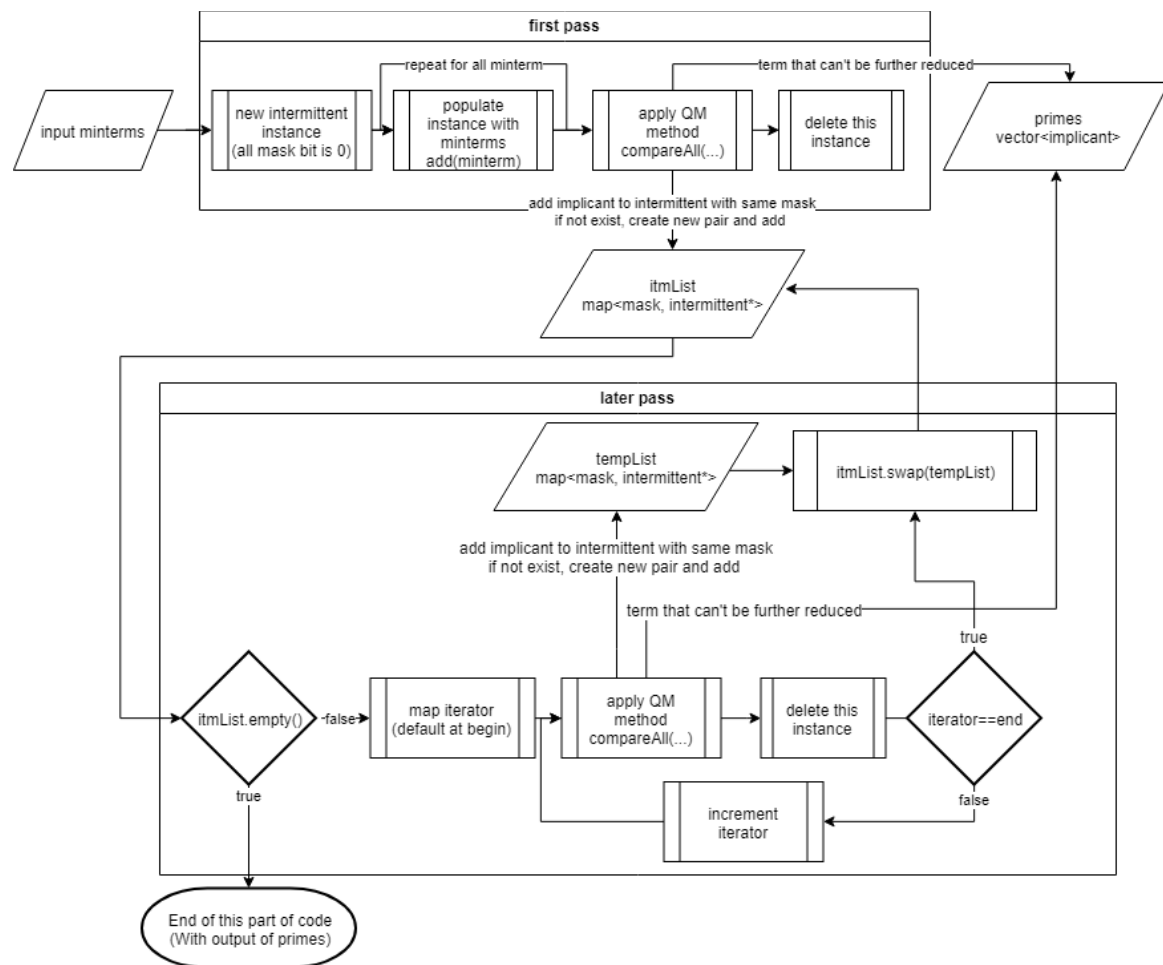 first pass
repeat for all minterm
term that can't be further reduced
input minterms
new intermittent
instance
(all mask bit is 0)
populate
instance with
minterms
add(minterm)
apply QM
method
compareAll(...)
delete this
instance
primes
vector<implicant>
add implicant to intermittent with same mask
if not exist, create new pair and add
itmList
map<mask, intermittent*>
later pass
tempList
map<mask, intermittent*>
itmList.swap(tempList)
add implicant to intermittent with same mask
if not exist, create new pair and add
term that can't be further reduced
true
itmList.empty()
false
map iterator
(default at begin)
apply QM
method
compareAll(...)
delete this
instance
iterator==end
true
false
increment
iterator
End of this part of code
(With output of primes)